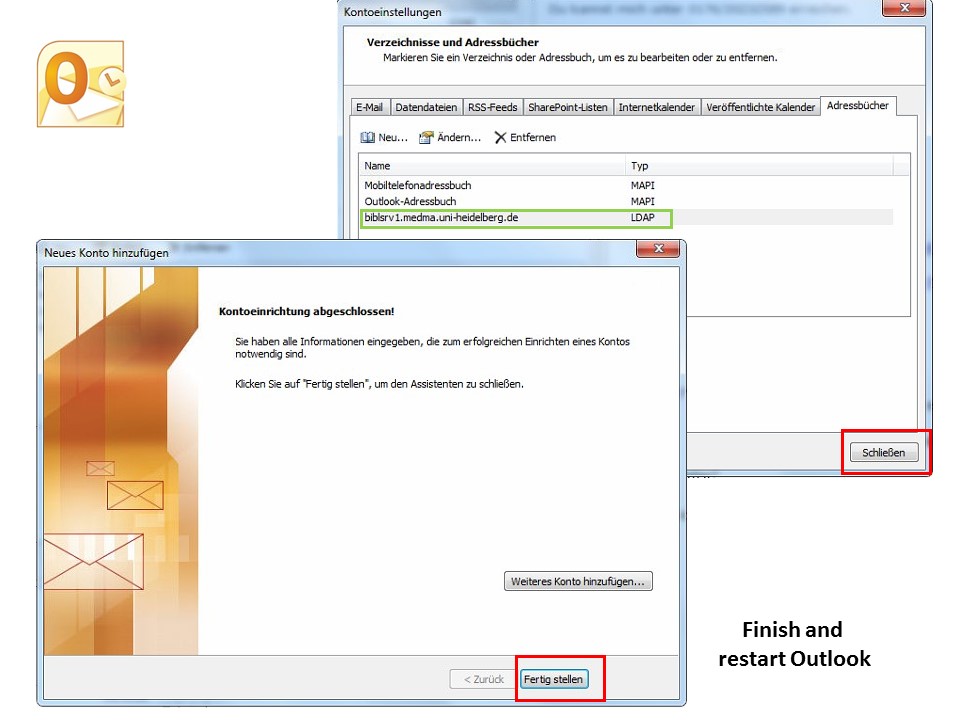 Kontoeinstellungen
Verzeichnisse und Adressbücher
Markieren Sie ein Verzeichnis oder Adressbuch, um es zu bearbeiten oder zu entfernen.
E-Mail Datendateien RSS-Feeds SharePoint-Listen Internetkalender Veröffentlichte Kalender Adressbücher
Neu... Ändern... Entfernen
Name Typ
Mobiltelefonadressbuch MAPI
Outlook-Adressbuch MAPI
biblsrv1.medma.uni-heidelberg.de LDAP
Schließen
Neues Konto hinzufügen
Kontoeinrichtung abgeschlossen!
Sie haben alle Informationen eingegeben, die zum erfolgreichen Einrichten eines Kontos
notwendig sind.
Klicken Sie auf "Fertig stellen", um den Assistenten zu schließen.
Weiteres Konto hinzufügen...
< Zurück Fertig stellen
Finish and
restart Outlook